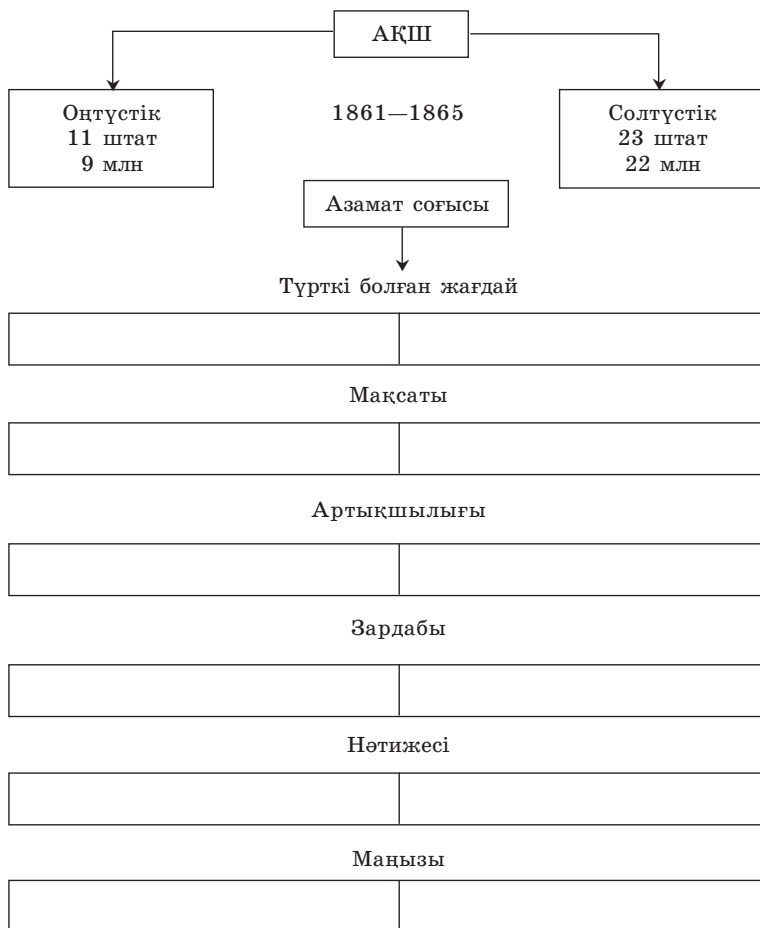 АҚШ
Оңтүстік
11 штат
9 млн
1861—1865
Солтүстік
23 штат
22 млн
Азамат соғысы
Түрткі болған жағдай
Мақсаты
Артықшылығы
Зардабы
Нәтижесі
Маңызы